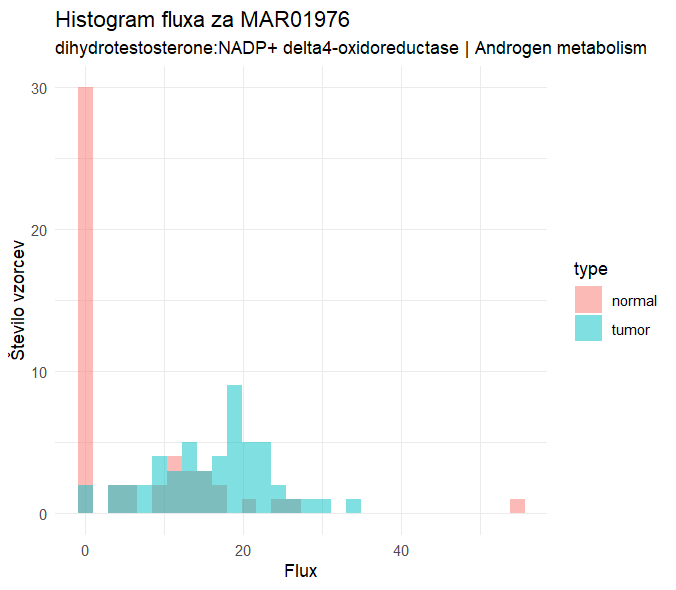 Histogram fluxa za MAR01976
dihydrotestosterone:NADP+ delta4-oxidoreductase | Androgen metabolism
30
20
10
0
Število vzorcev
0 20 40
Flux
type
normal
tumor